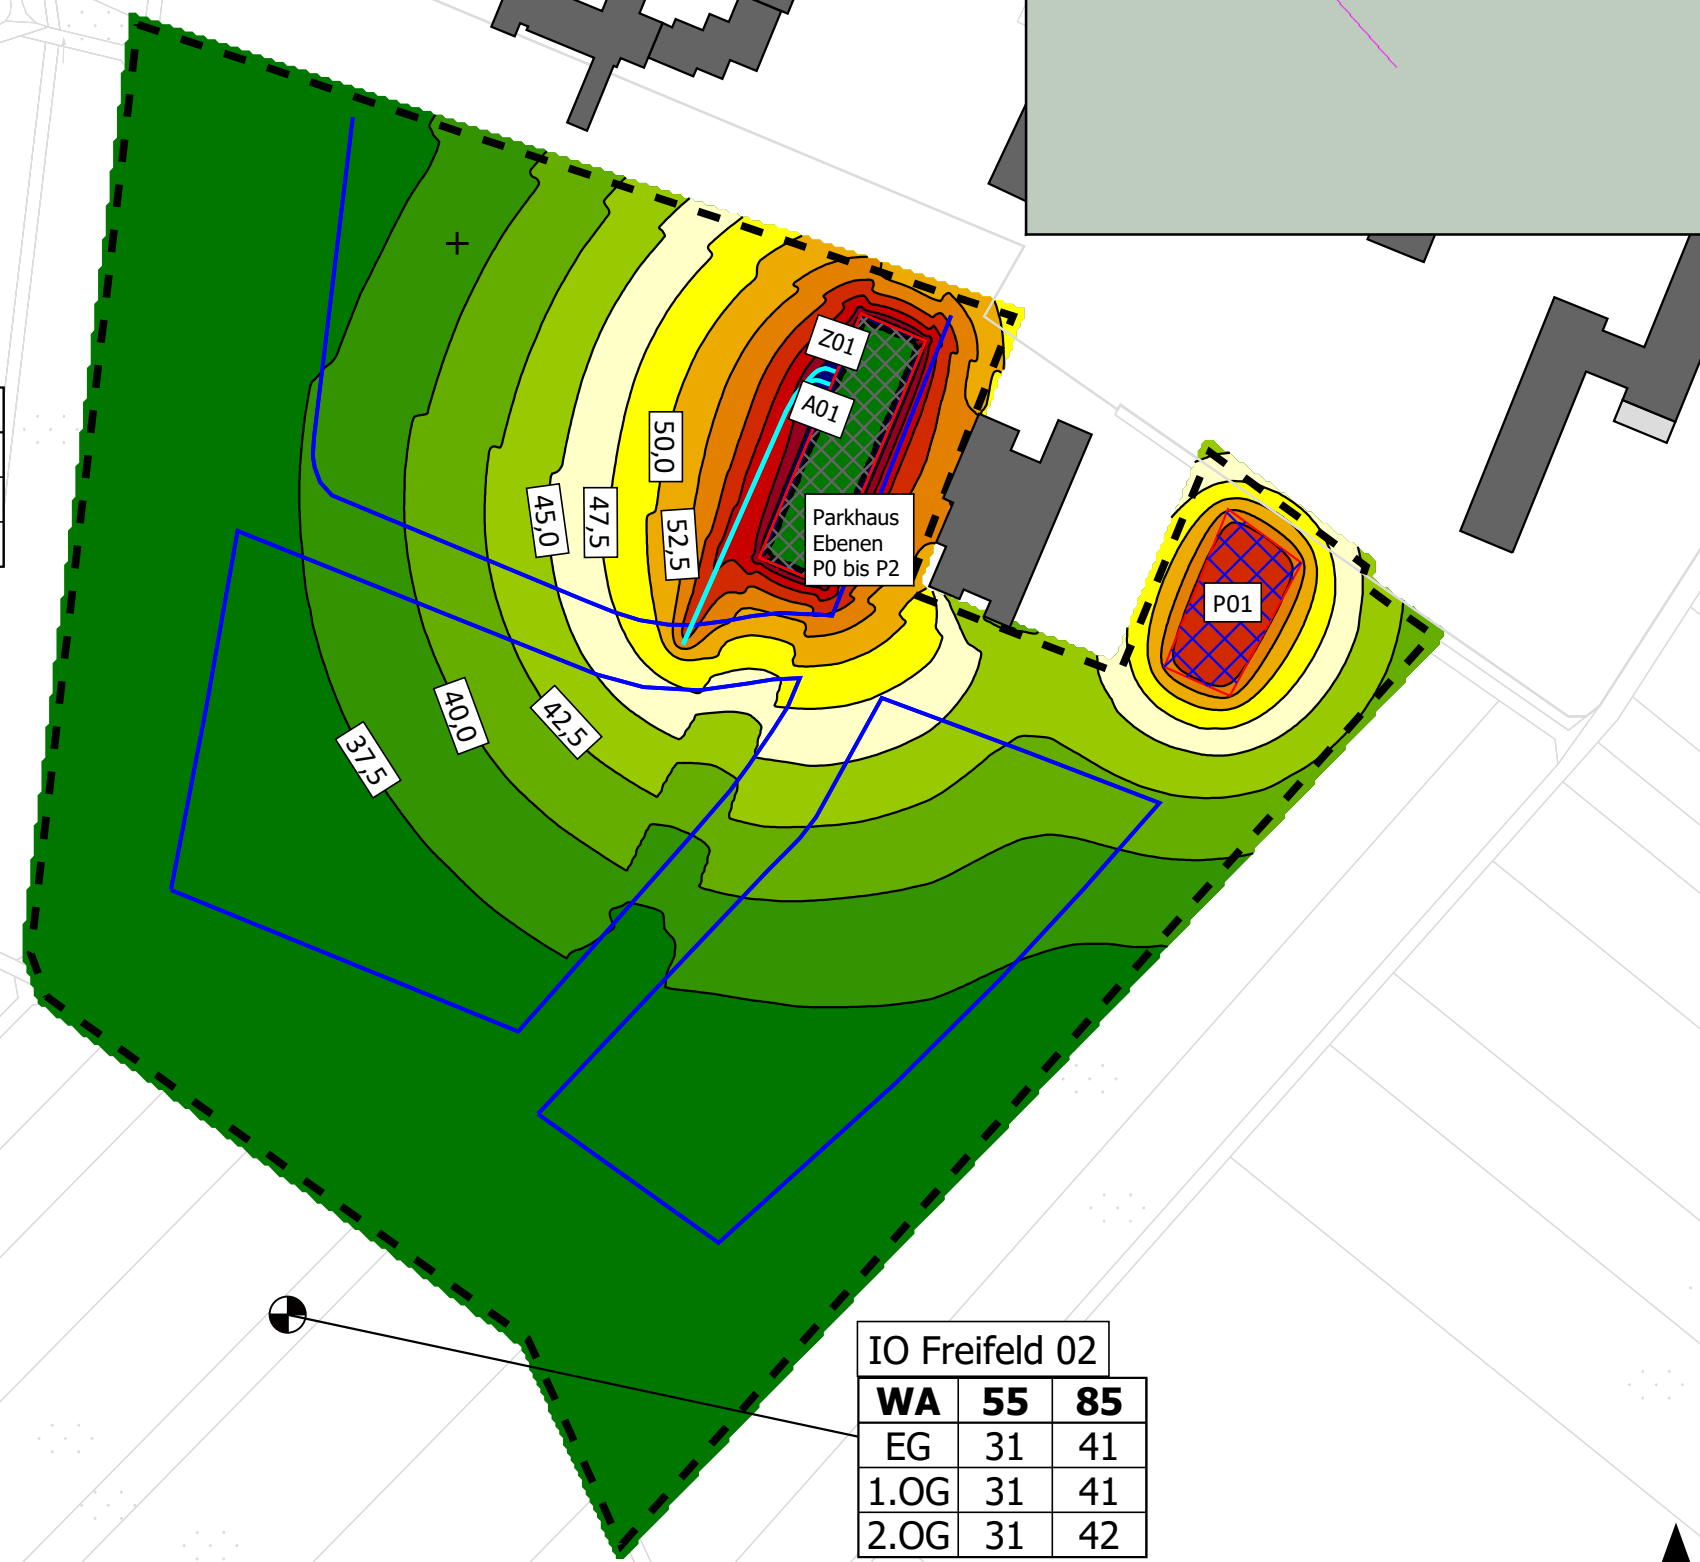 Z01
A01
50,0
45,0
47,5
52,5
Parkhaus
Ebenen
P0 bis P2
P01
40,0
42,5
37,5
IO Freifeld 02
WA 55 85
EG 31 41
1.OG 31 41
2.OG 31 42